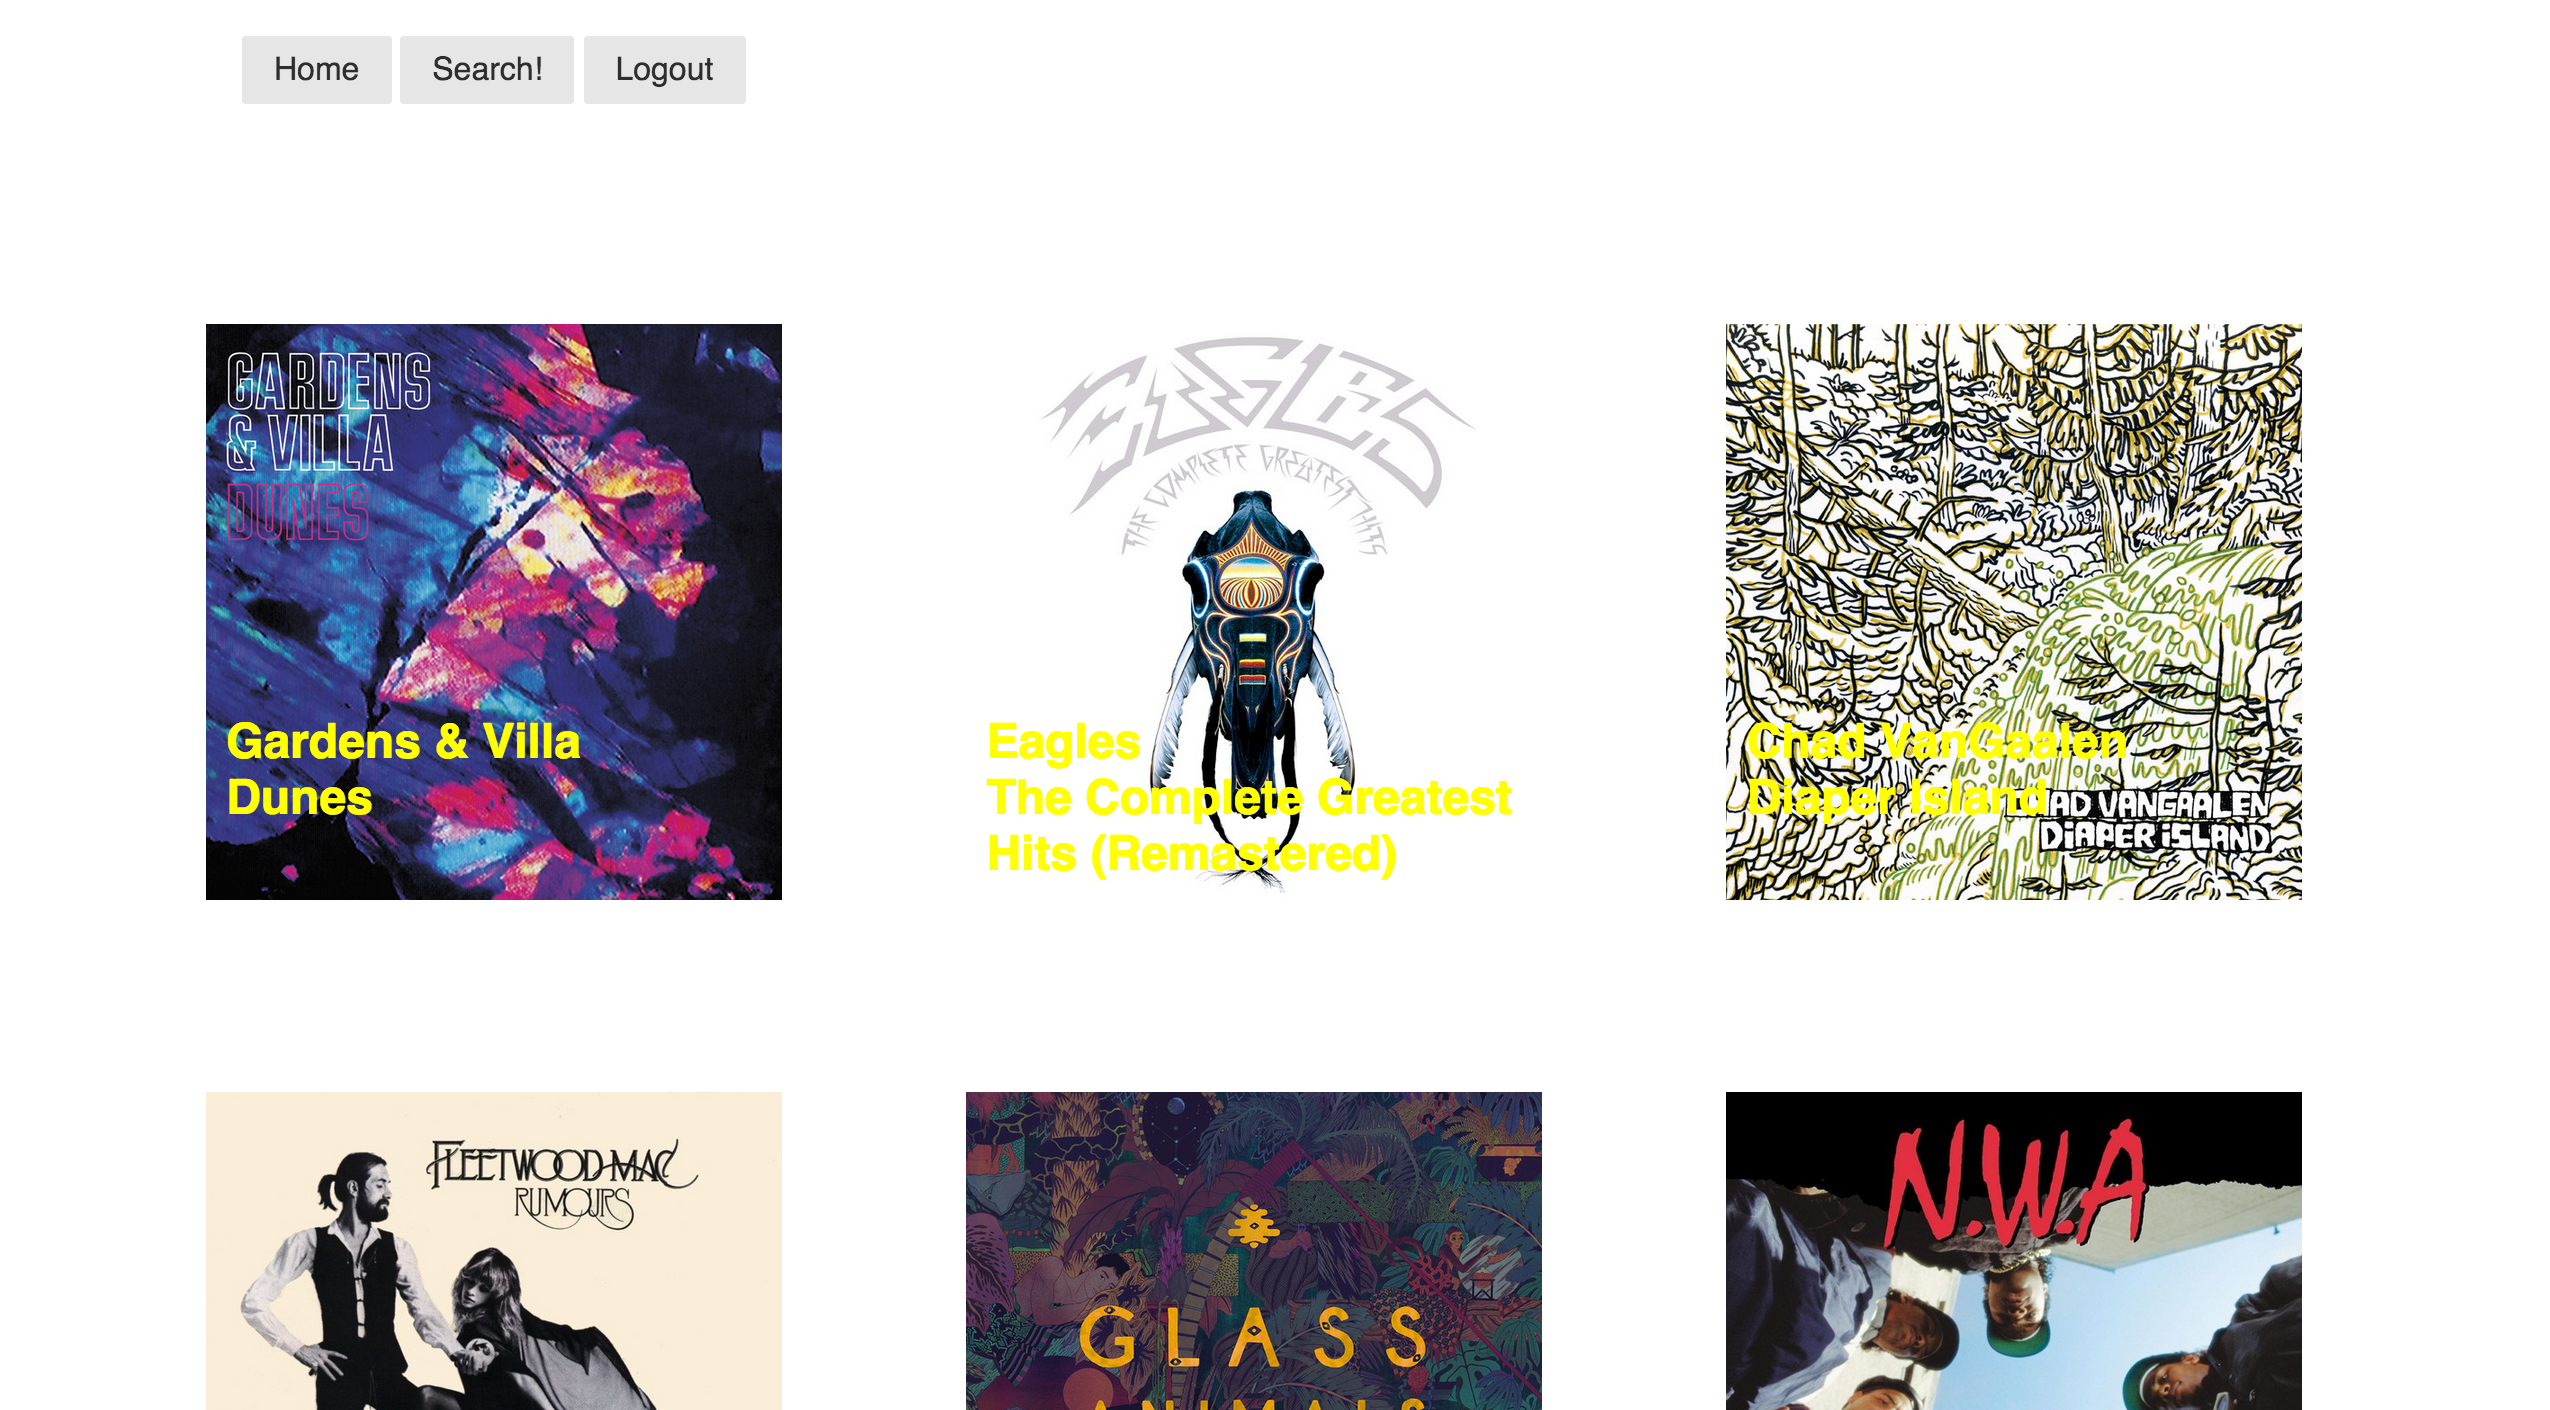 Home Search! Logout
GARDENS
& VILLA
DUNES
Gardens & Villa
Dunes
EAGLES
THE COMPLETE GREATEST HITS
Eagles
The Complete Greatest
Hits (Remastered)
Chad VanGaalen
Diaper Island
AD VANGAALEN
DiAPER iSLAND
FLEETWOOD MAC
RUMOURS
GLASS
ANIMALS
N.W.A